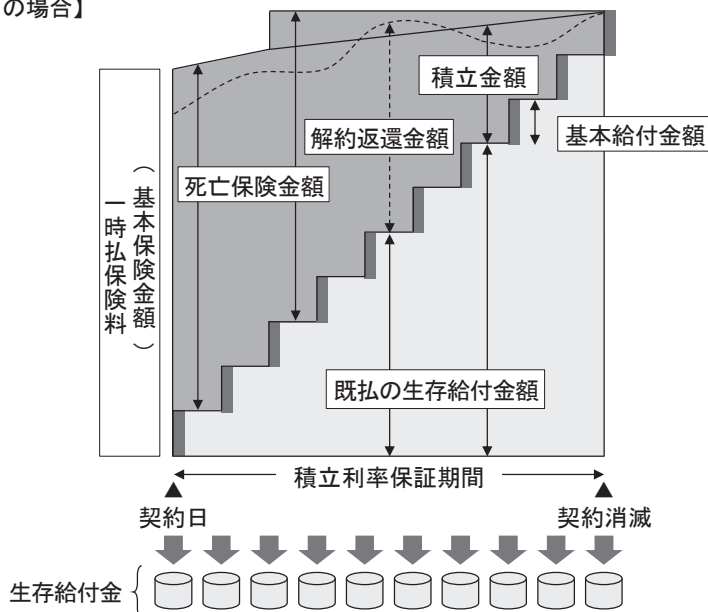 の場合】
積立金額
基本給付金額
解約返還金額
死亡保険金額
一時払保険料
（基本保険金額）
既払の生存給付金額
積立利率保証期間
契約日
契約消滅
生存給付金